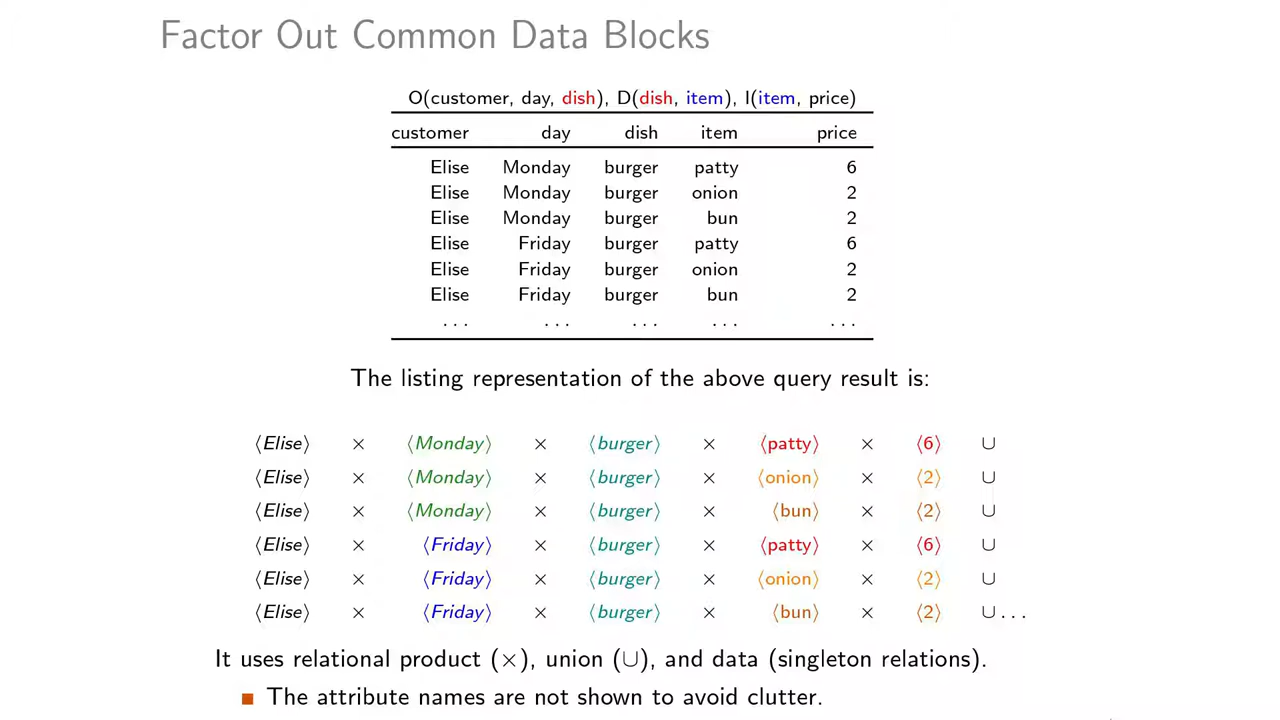 Factor Out Common Data Blocks
O(customer, day, dish), D(dish, item), I(item, price)
customer day dish item price
Elise Monday burger patty 6
Elise Monday burger onion 2
Elise Monday burger bun 2
Elise Friday burger patty 6
Elise Friday burger onion 2
Elise Friday burger bun 2
... ... ... ... ...
The listing representation of the above query result is:
⟨Elise⟩ × ⟨Monday⟩ × ⟨burger⟩ × ⟨patty⟩ × ⟨6⟩ ∪
⟨Elise⟩ × ⟨Monday⟩ × ⟨burger⟩ × ⟨onion⟩ × ⟨2⟩ ∪
⟨Elise⟩ × ⟨Monday⟩ × ⟨burger⟩ × ⟨bun⟩ × ⟨2⟩ ∪
⟨Elise⟩ × ⟨Friday⟩ × ⟨burger⟩ × ⟨patty⟩ × ⟨6⟩ ∪
⟨Elise⟩ × ⟨Friday⟩ × ⟨burger⟩ × ⟨onion⟩ × ⟨2⟩ ∪
⟨Elise⟩ × ⟨Friday⟩ × ⟨burger⟩ × ⟨bun⟩ × ⟨2⟩ ∪ ...
It uses relational product (×), union (∪), and data (singleton relations).
■ The attribute names are not shown to avoid clutter.